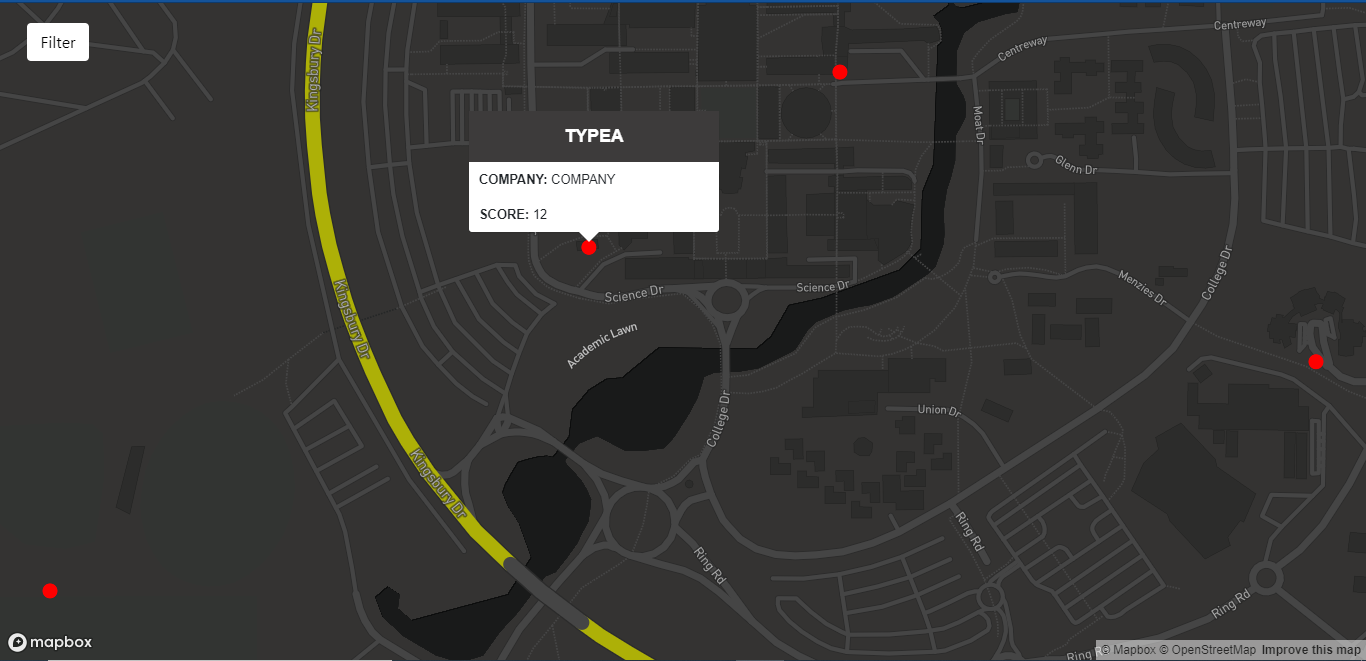 Filter
Kingsbury Dr
Centreway
Centreway
Moat Dr
Glenn Dr
TYPEA
COMPANY: COMPANY
SCORE: 12
College Dr
Menzies Dr
Science Dr
Science Dr
Kingsbury Dr
Academic Lawn
College Dr
Union Dr
Kingsbury Dr
Ring Rd
Ring Rd
Ring Rd
mapbox
© Mapbox © OpenStreetMap Improve this map